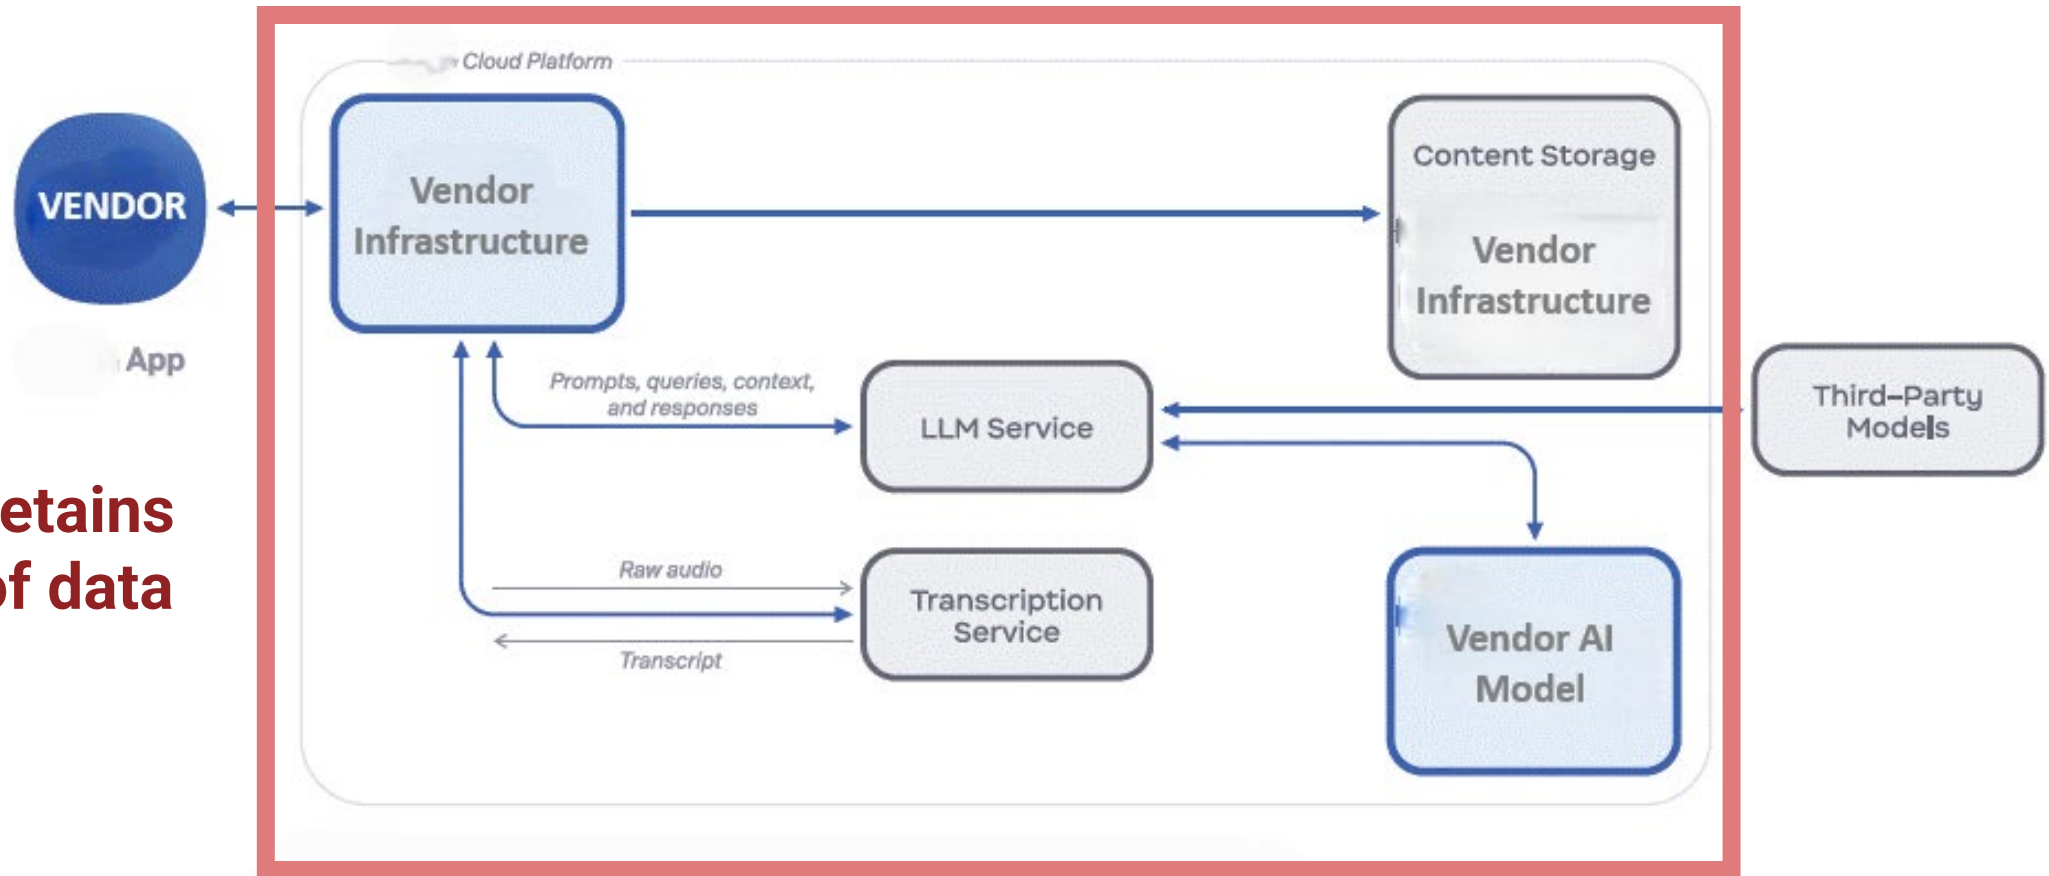 Cloud Platform
VENDOR
App
Vendor
Infrastructure
Content Storage
Vendor
Infrastructure
Prompts, queries, context,
and responses
LLM Service
Third-Party
Models
etains
of data
Raw audio
Transcription
Service
Transcript
Vendor AI
Model